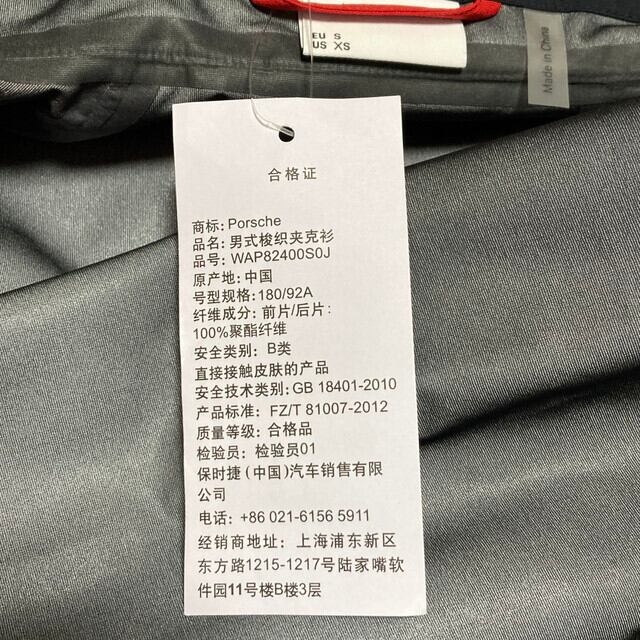 EU S
US XS
Made in China
合格证
商标: Porsche
品名: 男式梭织夹克衫
品号: WAP82400S0J
原产地: 中国
号型规格: 180/92A
纤维成分: 前片/后片:
100%聚酯纤维
安全类别: B类
直接接触皮肤的产品
安全技术类别: GB 18401-2010
产品标准: FZ/T 81007-2012
质量等级: 合格品
检验员: 检验员01
保时捷 (中国)汽车销售有限
公司
电话: +86 021-6156 5911
经销商地址: 上海浦东新区
东方路1215-1217号陆家嘴软
件园11号楼B楼3层